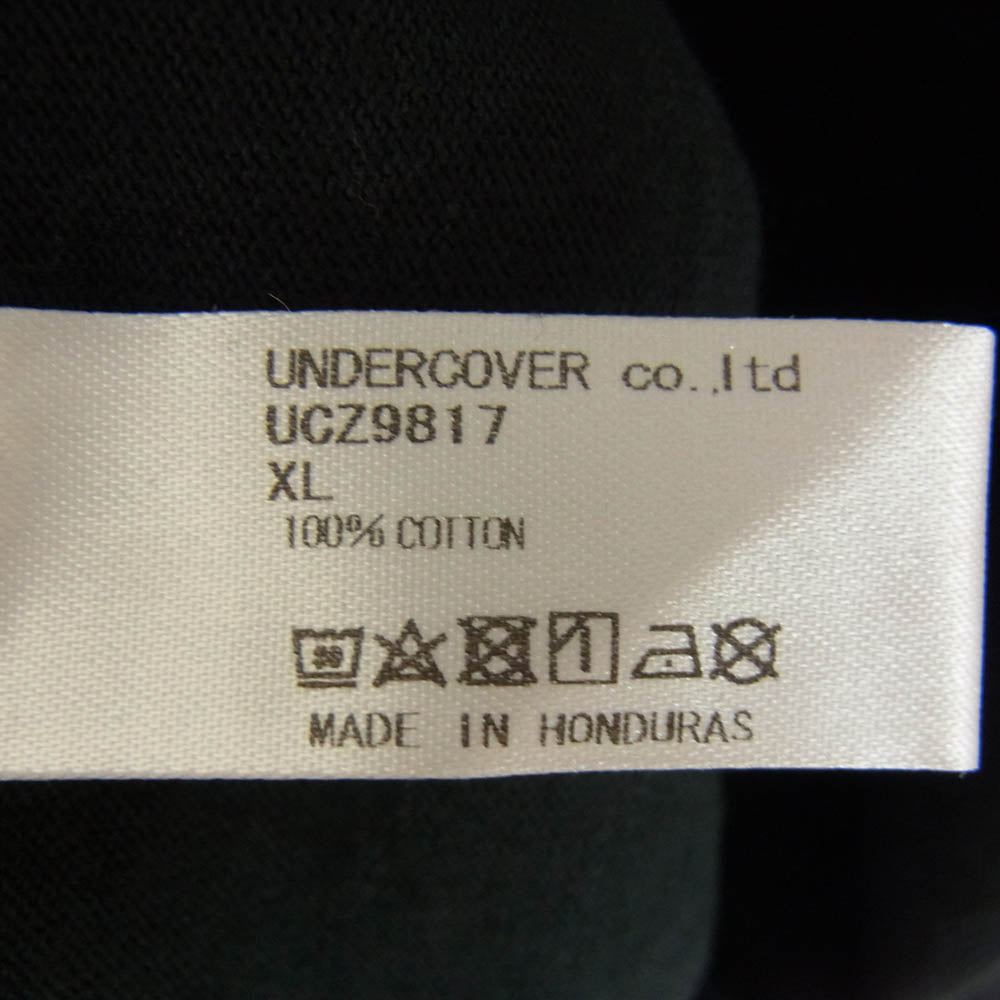 UNDERCOVER co.,ltd
UCZ9817
XL
100% COTTON
MADE IN HONDURAS